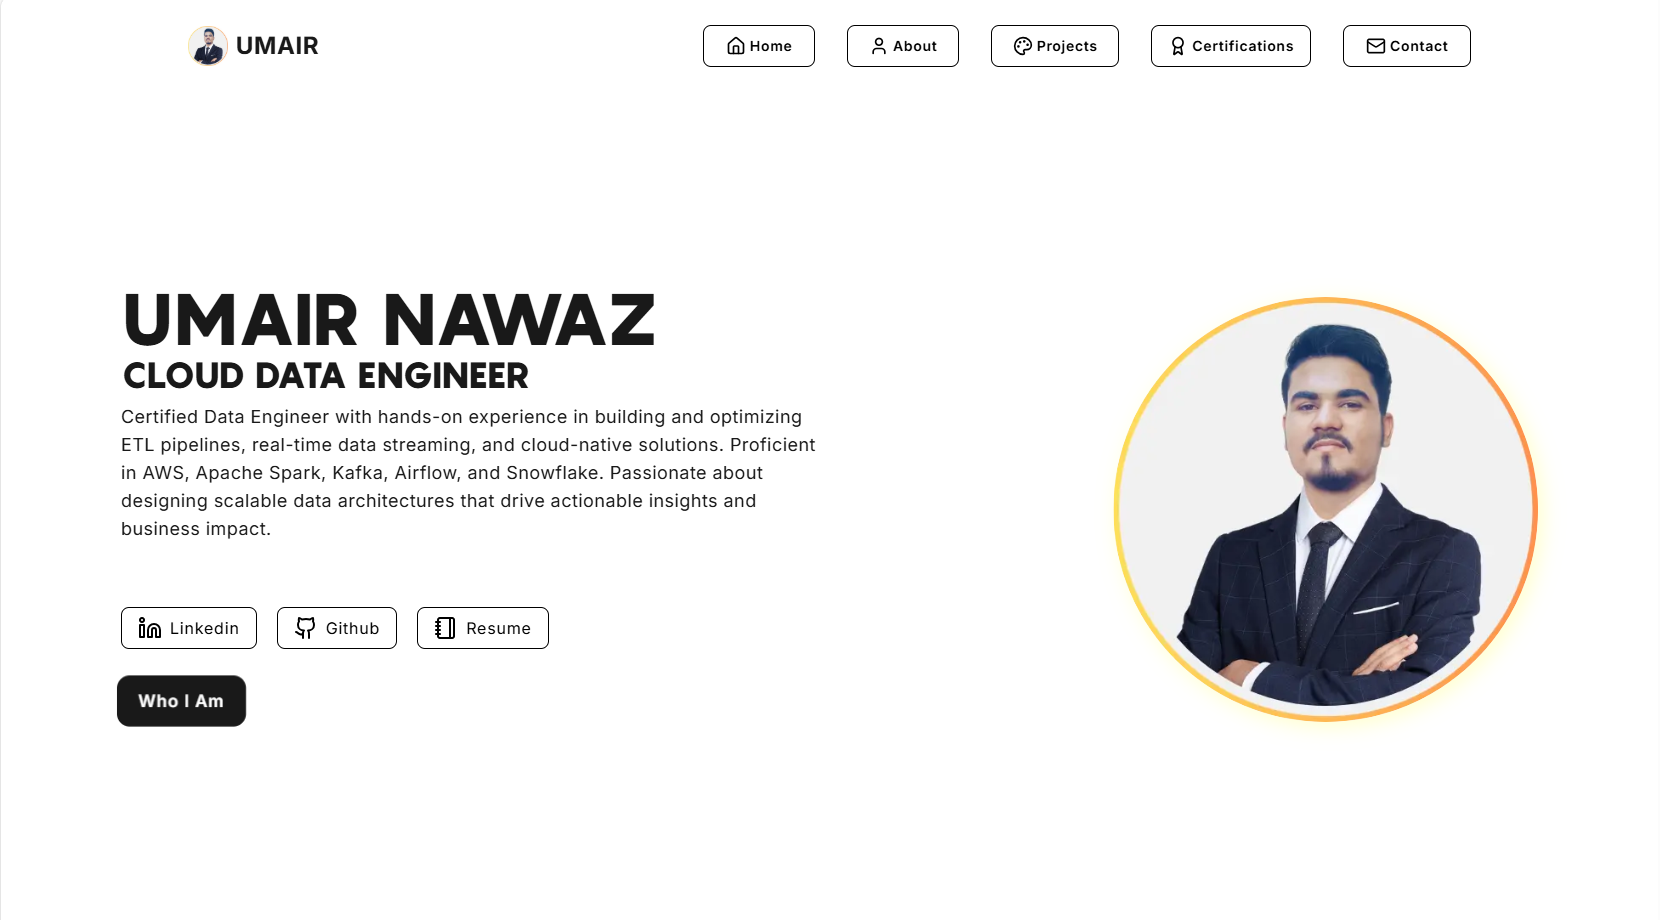 UMAIR
Home
About
Projects
Certifications
Contact
UMAIR NAWAZ
CLOUD DATA ENGINEER
Certified Data Engineer with hands-on experience in building and optimizing
ETL pipelines, real-time data streaming, and cloud-native solutions. Proficient
in AWS, Apache Spark, Kafka, Airflow, and Snowflake. Passionate about
designing scalable data architectures that drive actionable insights and
business impact.
Linkedin
Github
Resume
Who I Am